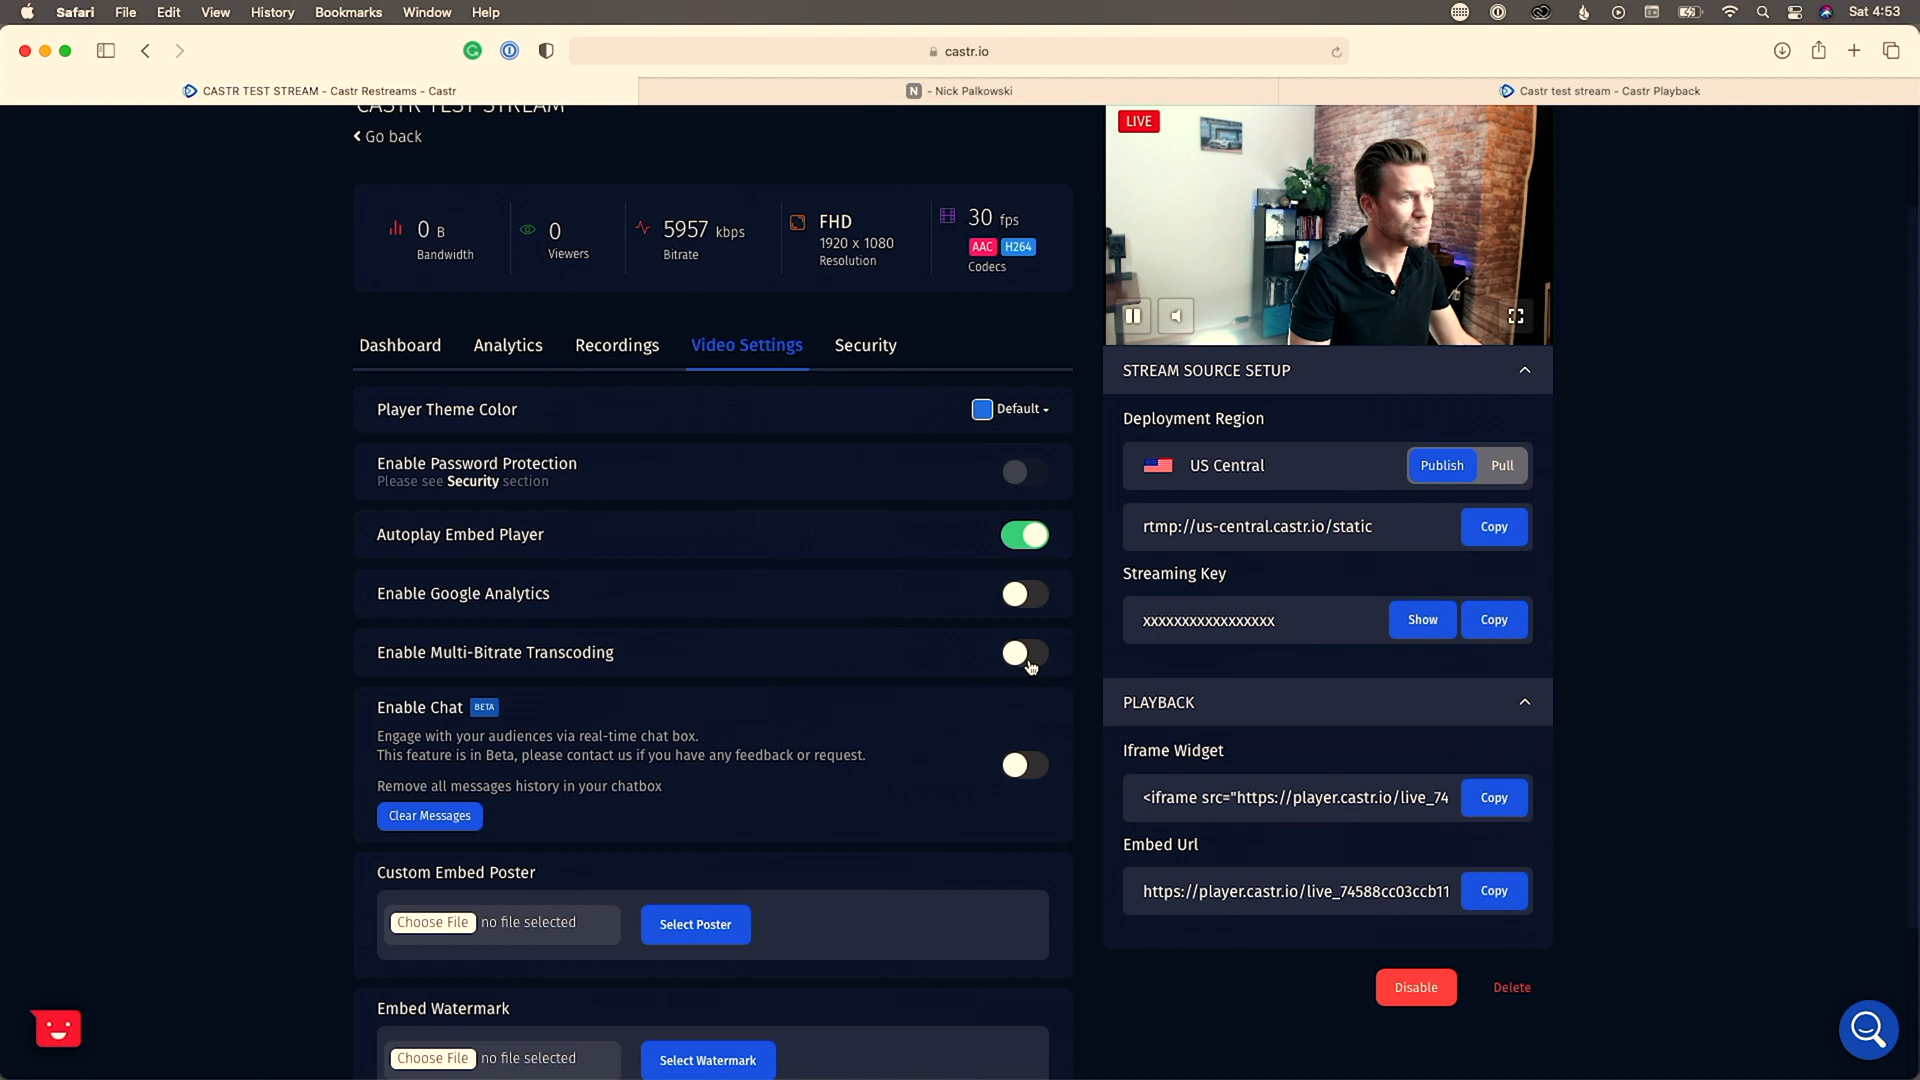 Safari File Edit View History Bookmarks Window Help Sat 4:53
castr.io
CASTR TEST STREAM - Castr Restreams - Castr
N - Nick Palkowski
Castr test stream - Castr Playback
CASTR TEST STREAM
Go back
0 B
Bandwidth
0
Viewers
5957 kbps
Bitrate
FHD
1920 x 1080
Resolution
30 fps
AAC H264
Codecs
Dashboard Analytics Recordings Video Settings Security
Player Theme Color
Default
Enable Password Protection
Please see Security section
Autoplay Embed Player
Enable Google Analytics
Enable Multi-Bitrate Transcoding
Enable Chat BETA
Engage with your audiences via real-time chat box.
This feature is in Beta, please contact us if you have any feedback or request.
Remove all messages history in your chatbox
Clear Messages
Custom Embed Poster
Choose File no file selected
Select Poster
Embed Watermark
Choose File no file selected
Select Watermark
LIVE
STREAM SOURCE SETUP
Deployment Region
US Central
Publish Pull
rtmp://us-central.castr.io/static
Copy
Streaming Key
xxxxxxxxxxxxxxxxx
Show Copy
PLAYBACK
Iframe Widget
<iframe src="https://player.castr.io/live_74
Copy
Embed Url
https://player.castr.io/live_74588cc03ccb11
Copy
Disable Delete